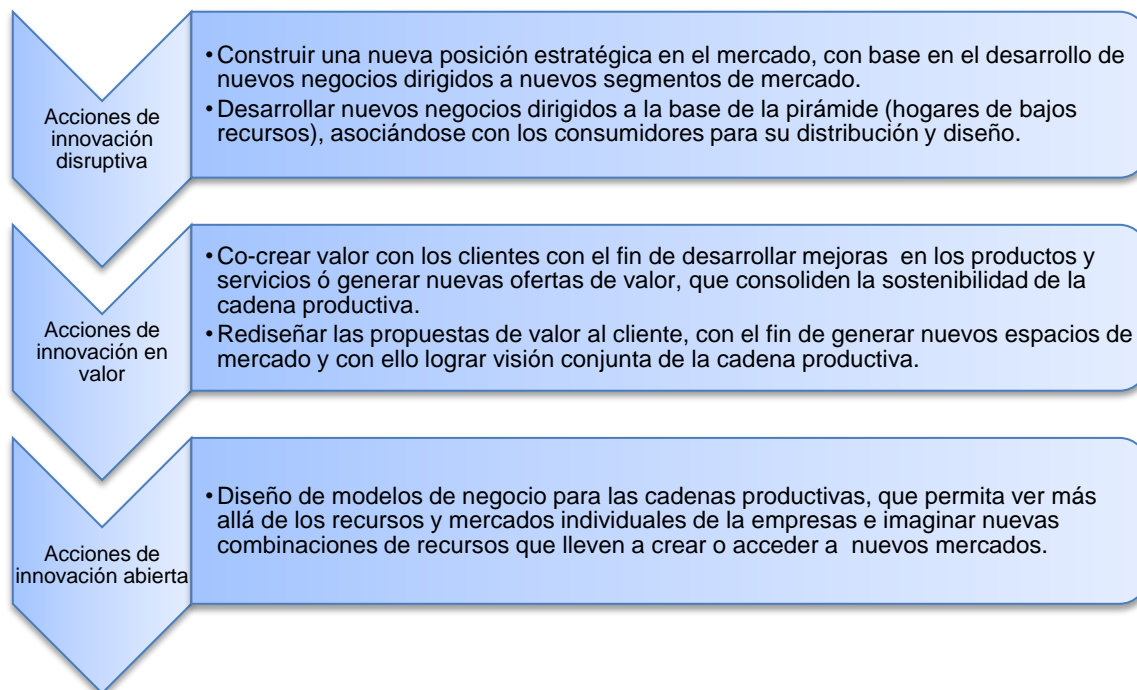 Acciones de
innovación
disruptiva
• Construir una nueva posición estratégica en el mercado, con base en el desarrollo de
nuevos negocios dirigidos a nuevos segmentos de mercado.
• Desarrollar nuevos negocios dirigidos a la base de la pirámide (hogares de bajos
recursos), asociándose con los consumidores para su distribución y diseño.
Acciones de
innovación en
valor
• Co-crear valor con los clientes con el fin de desarrollar mejoras en los productos y
servicios ó generar nuevas ofertas de valor, que consoliden la sostenibilidad de la
cadena productiva.
• Rediseñar las propuestas de valor al cliente, con el fin de generar nuevos espacios de
mercado y con ello lograr visión conjunta de la cadena productiva.
Acciones de
innovación abierta
• Diseño de modelos de negocio para las cadenas productivas, que permita ver más
allá de los recursos y mercados individuales de la empresas e imaginar nuevas
combinaciones de recursos que lleven a crear o acceder a nuevos mercados.